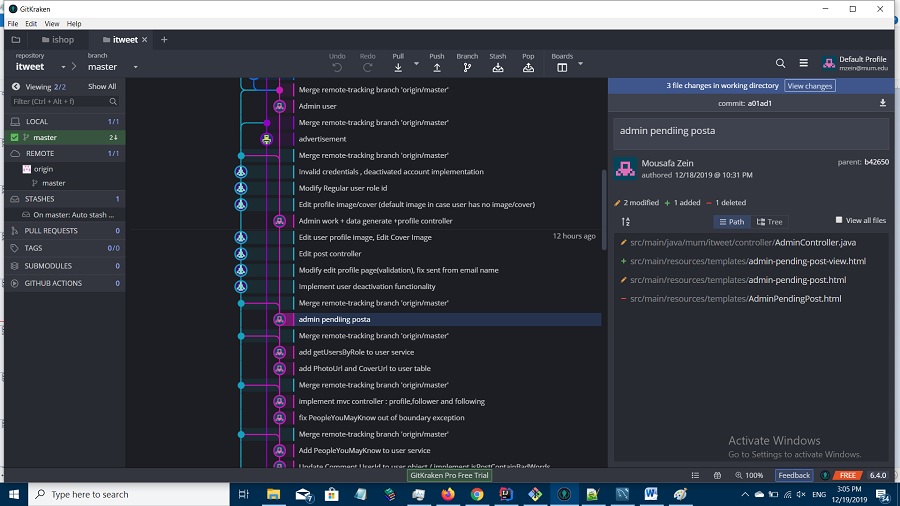 GitKraken
File Edit View Help
ishop
itweet
repository
itweet
branch
master
Undo
Redo
Pull
Push
Branch
Stash
Pop
Boards
Default Profile
mzein@mum.edu
Viewing 2/2
Show All
Filter (Ctrl + Alt + f)
LOCAL 1/1
master 2↓
REMOTE 1/1
origin
master
STASHES 1
On master: Auto stash ...
PULL REQUESTS 0
TAGS 0/0
SUBMODULES 0
GITHUB ACTIONS 0
Merge remote-tracking branch 'origin/master'
Admin user
Merge remote-tracking branch 'origin/master'
advertisement
Merge remote-tracking branch 'origin/master'
Invalid credentials , deactivated account implementation
Modify Regular user role id
Edit profile image/cover (default image in case user has no image/cover)
Admin work + data generate +profile controller
Edit user profile image, Edit Cover Image
12 hours ago
Edit post controller
Modify edit profile page(validation), fix sent from email name
Implement user deactivation functionality
Merge remote-tracking branch 'origin/master'
admin pendiing posta
Merge remote-tracking branch 'origin/master'
add getUsersByRole to user service
add PhotoUrl and CoverUrl to user table
Merge remote-tracking branch 'origin/master'
implement mvc controller : profile,follower and following
fix PeopleYouMayKnow out of boundary exception
Merge remote-tracking branch 'origin/master'
Add PeopleYouMayKnow to user service
Update Comment UserId to user object / implement isPostContainBadWords
3 file changes in working directory
View changes
commit: a01ad1
admin pendiing posta
Mousafa Zein
authored 12/18/2019 @ 10:31 PM
parent: b42650
2 modified + 1 added − 1 deleted
Path
Tree
View all files
src/main/java/mum/itweet/controller/AdminController.java
+ src/main/resources/templates/admin-pending-post-view.html
src/main/resources/templates/admin-pending-post.html
− src/main/resources/templates/AdminPendingPost.html
Activate Windows
Go to Settings to activate Windows.
GitKraken Pro Free Trial
100%
Feedback
FREE
6.4.0
Type here to search
ENG
3:05 PM
12/19/2019